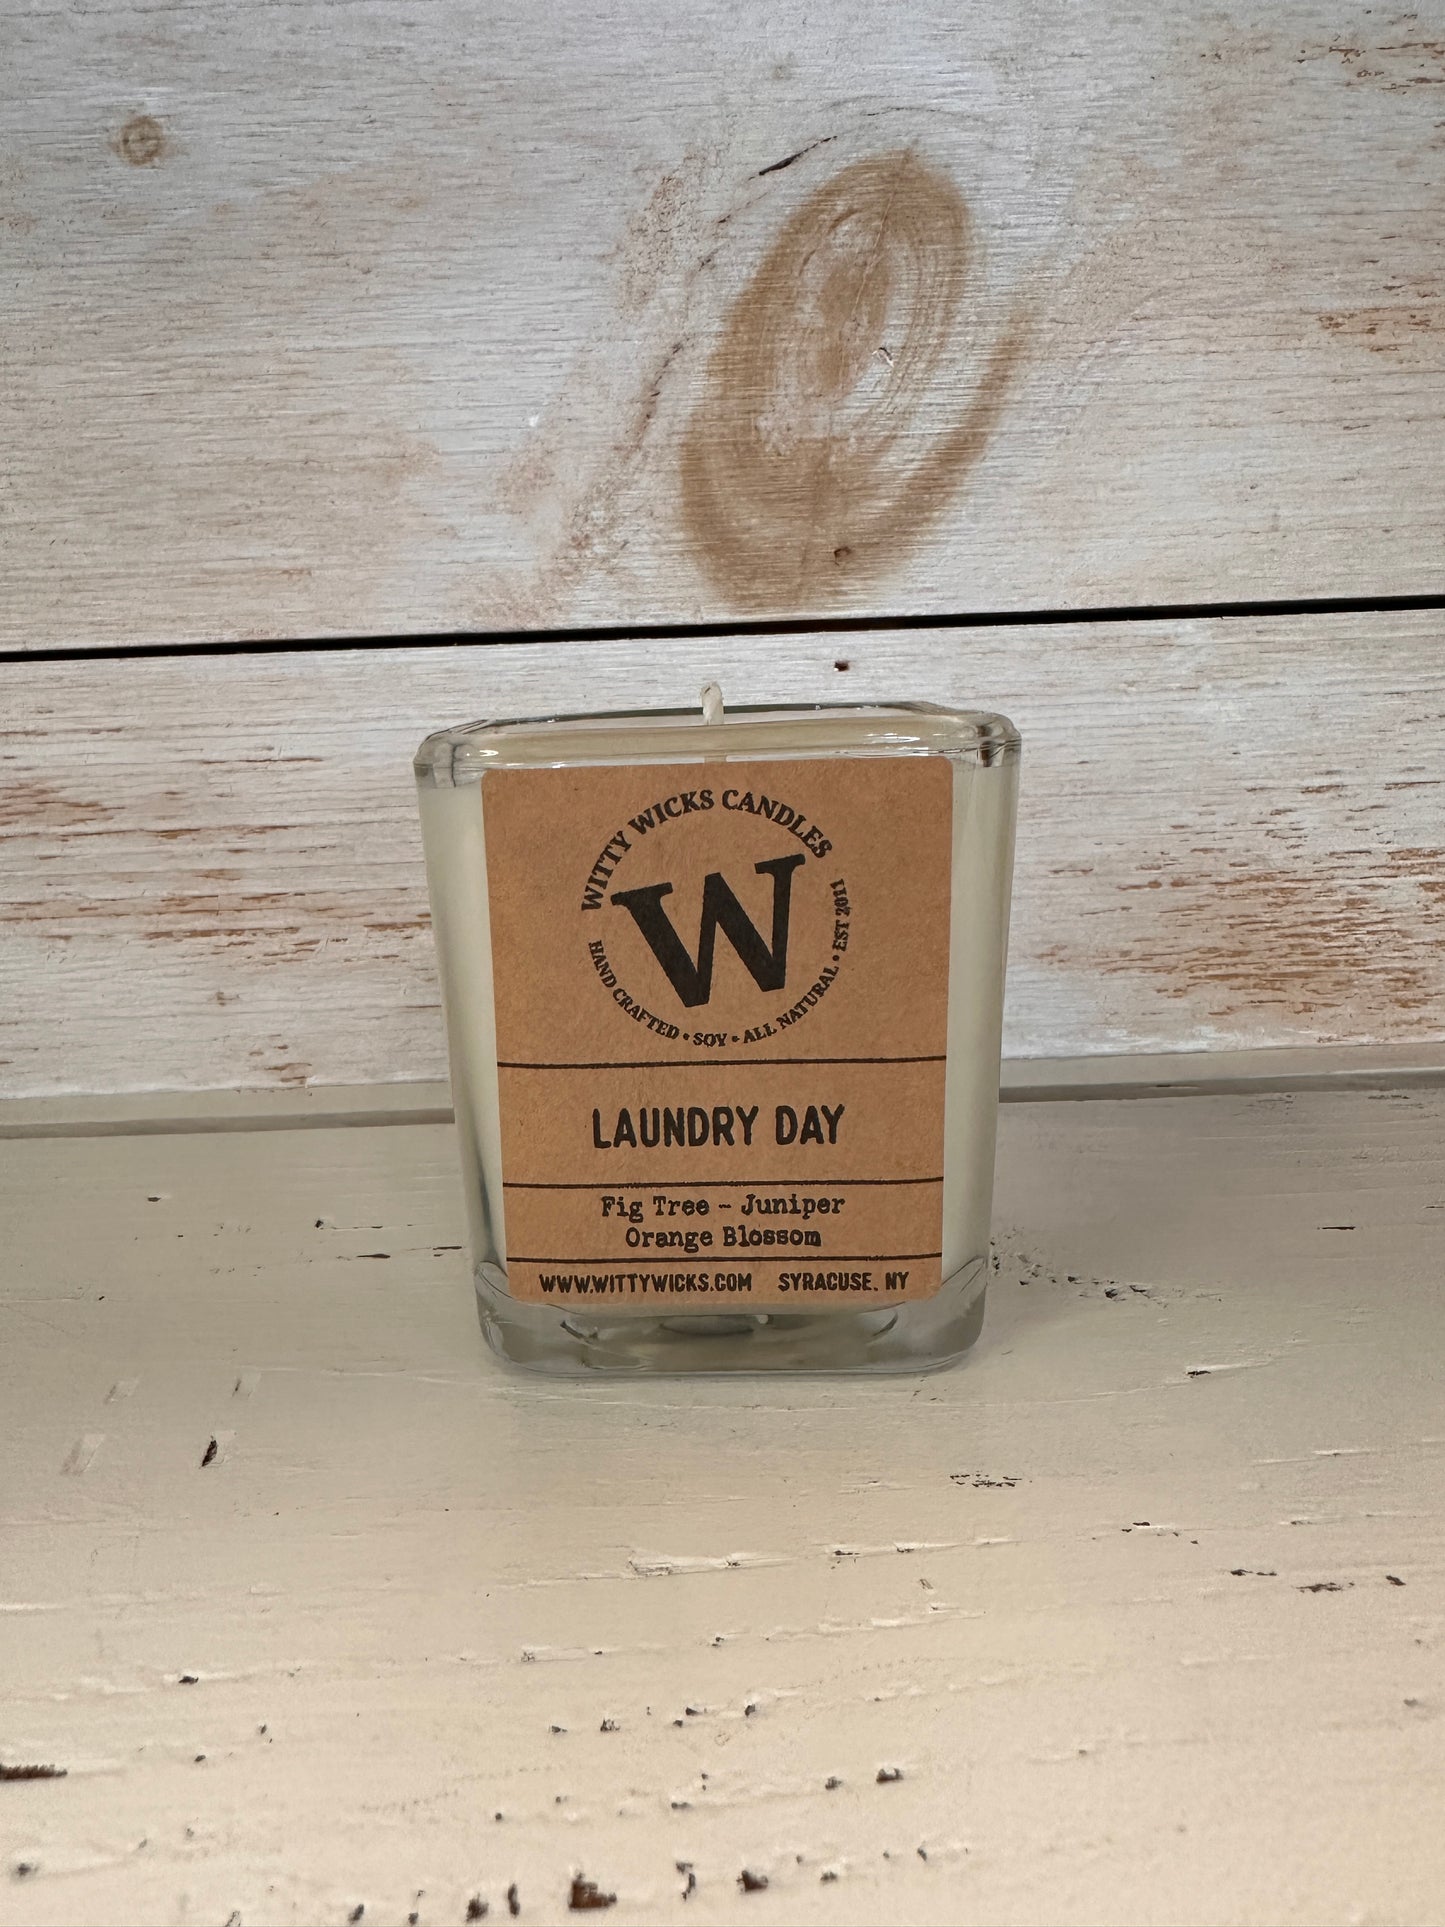 WITTY WICKS CANDLES
W
HAND CRAFTED • SOY • ALL NATURAL • EST 2011
LAUNDRY DAY
Fig Tree - Juniper
Orange Blossom
WWW.WITTYWICKS.COM SYRACUSE, NY